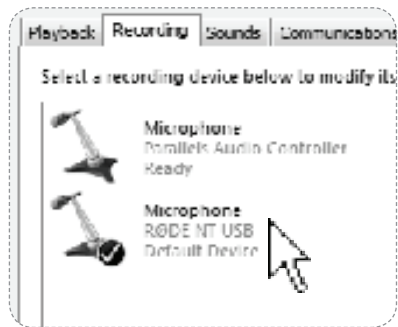 Playback Recording Sounds Communications
Select a recording device below to modify its
Microphone
Parallels Audio Controller
Ready
Microphone
RØDE NT USB
Default Device